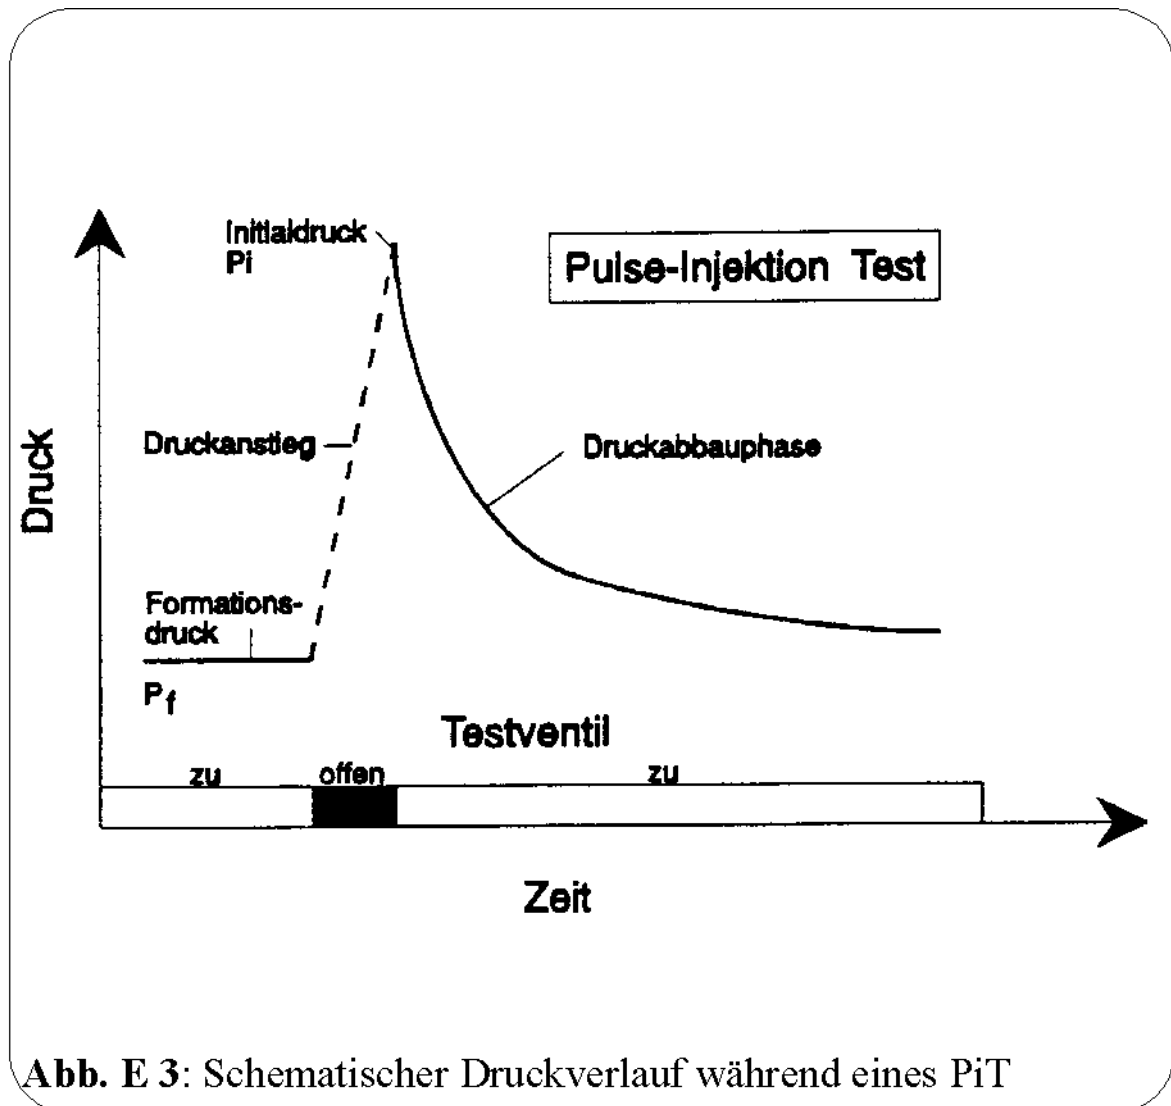 Initialdruck
Pi
Pulse-Injektion Test
Druckanstieg
Druckabbauphase
Druck
Formations-
druck
Pf
Testventil
zu offen zu
Zeit
Abb. E 3: Schematischer Druckverlauf während eines PiT